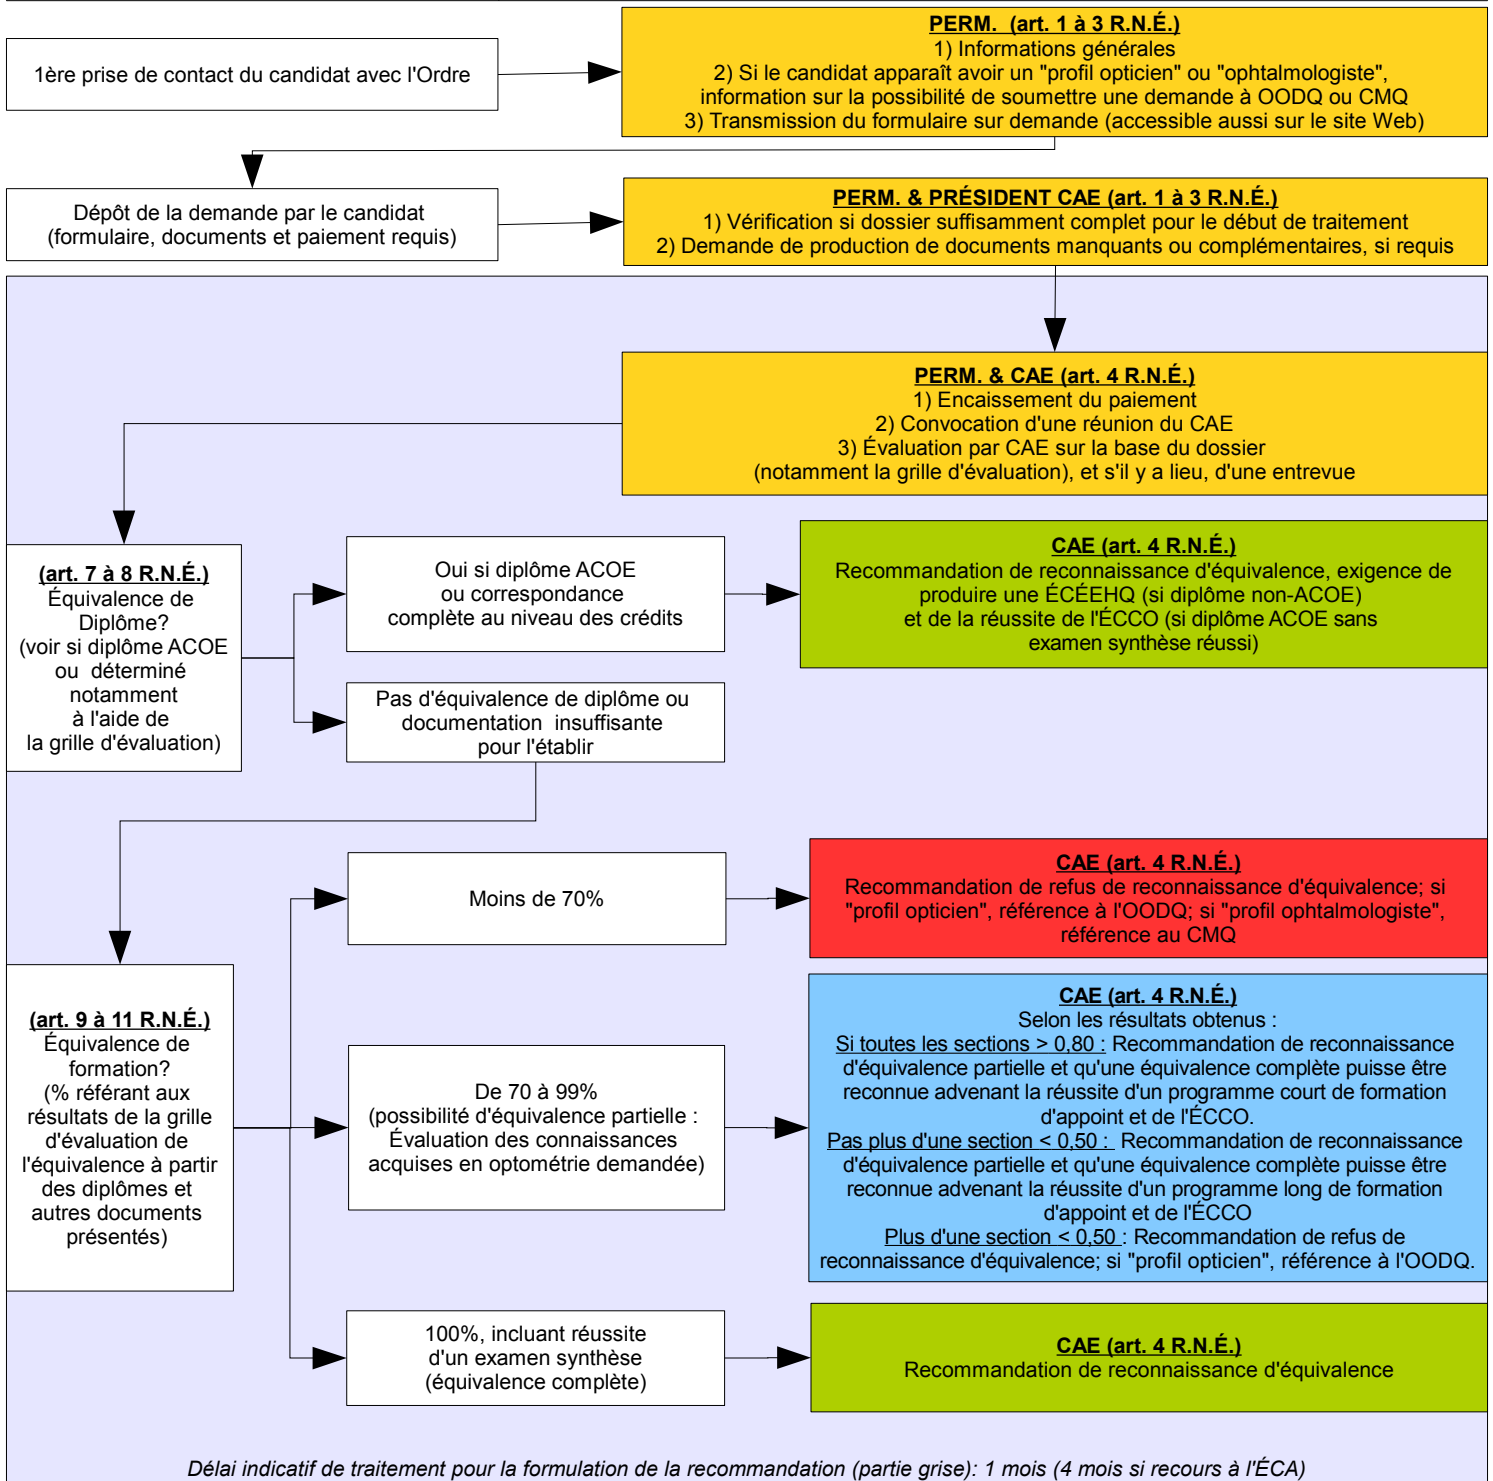 1ère prise de contact du candidat avec l'Ordre
PERM.  (art. 1 à 3 R.N.É.)
1) Informations générales
2) Si le candidat apparaît avoir un "profil opticien" ou "ophtalmologiste",
information sur la possibilité de soumettre une demande à OODQ ou CMQ
3) Transmission du formulaire sur demande (accessible aussi sur le site Web)
Dépôt de la demande par le candidat
(formulaire, documents et paiement requis)
PERM. & PRÉSIDENT CAE (art. 1 à 3 R.N.É.)
1) Vérification si dossier suffisamment complet pour le début de traitement
2) Demande de production de documents manquants ou complémentaires, si requis
PERM. & CAE (art. 4 R.N.É.)
1) Encaissement du paiement
2) Convocation d'une réunion du CAE
3) Évaluation par CAE sur la base du dossier
(notamment la grille d'évaluation), et s'il y a lieu, d'une entrevue
(art. 7 à 8 R.N.É.)
Équivalence de
Diplôme?
(voir si diplôme ACOE
ou  déterminé
notamment
à l'aide de
la grille d'évaluation)
Oui si diplôme ACOE
ou correspondance
complète au niveau des crédits
CAE (art. 4 R.N.É.)
Recommandation de reconnaissance d'équivalence, exigence de
produire une ÉCÉEHQ (si diplôme non-ACOE)
et de la réussite de l'ÉCCO (si diplôme ACOE sans
examen synthèse réussi)
Pas d'équivalence de diplôme ou
documentation  insuffisante
pour l'établir
Moins de 70%
CAE (art. 4 R.N.É.)
Recommandation de refus de reconnaissance d'équivalence; si
"profil opticien", référence à l'OODQ; si "profil ophtalmologiste",
référence au CMQ
(art. 9 à 11 R.N.É.)
Équivalence de
formation?
(% référant aux
résultats de la grille
d'évaluation de
l'équivalence à partir
des diplômes et
autres documents
présentés)
De 70 à 99%
(possibilité d'équivalence partielle :
Évaluation des connaissances
acquises en optométrie demandée)
CAE (art. 4 R.N.É.)
Selon les résultats obtenus :
Si toutes les sections > 0,80 : Recommandation de reconnaissance
d'équivalence partielle et qu'une équivalence complète puisse être
reconnue advenant la réussite d'un programme court de formation
d'appoint et de l'ÉCCO.
Pas plus d'une section < 0,50 :  Recommandation de reconnaissance
d'équivalence partielle et qu'une équivalence complète puisse être
reconnue advenant la réussite d'un programme long de formation
d'appoint et de l'ÉCCO
Plus d'une section < 0,50 : Recommandation de refus de
reconnaissance d'équivalence; si "profil opticien", référence à l'OODQ.
100%, incluant réussite
d'un examen synthèse
(équivalence complète)
CAE (art. 4 R.N.É.)
Recommandation de reconnaissance d'équivalence
Délai indicatif de traitement pour la formulation de la recommandation (partie grise): 1 mois (4 mois si recours à l'ÉCA)